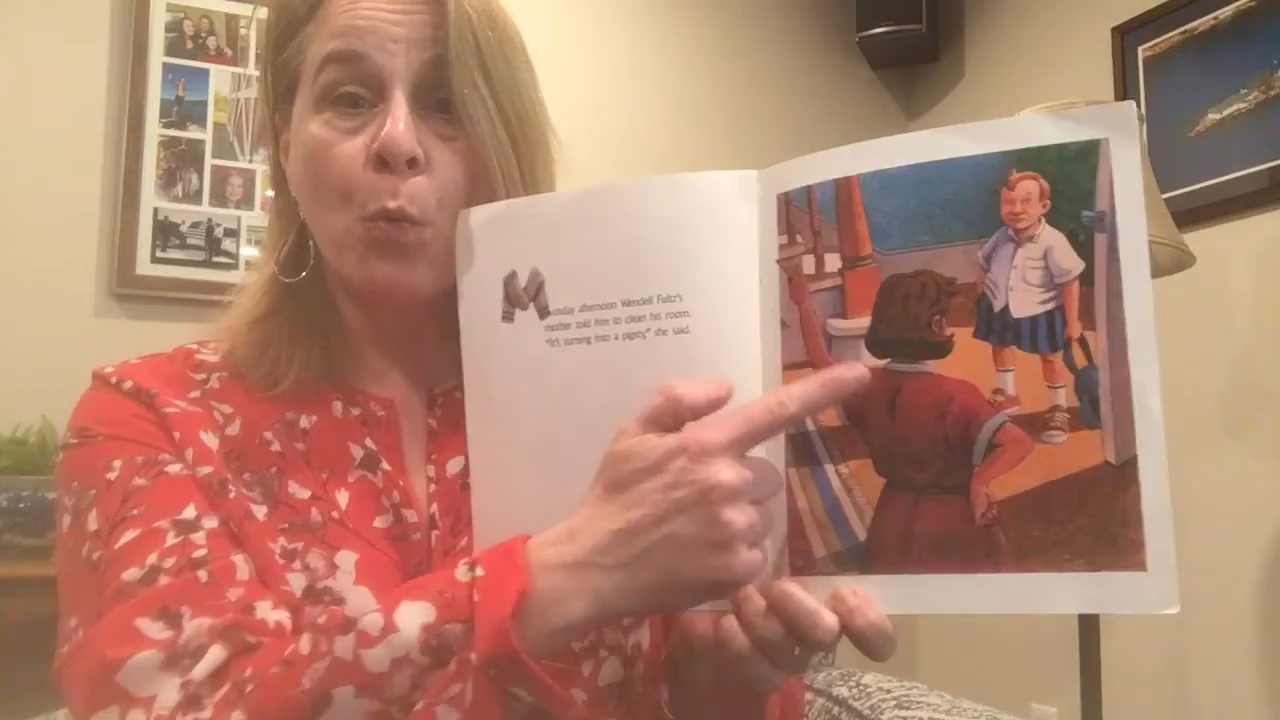 Monday afternoon Wendell Fultz's
mother told him to clean his room.
"It's turning into a pigsty," she said.